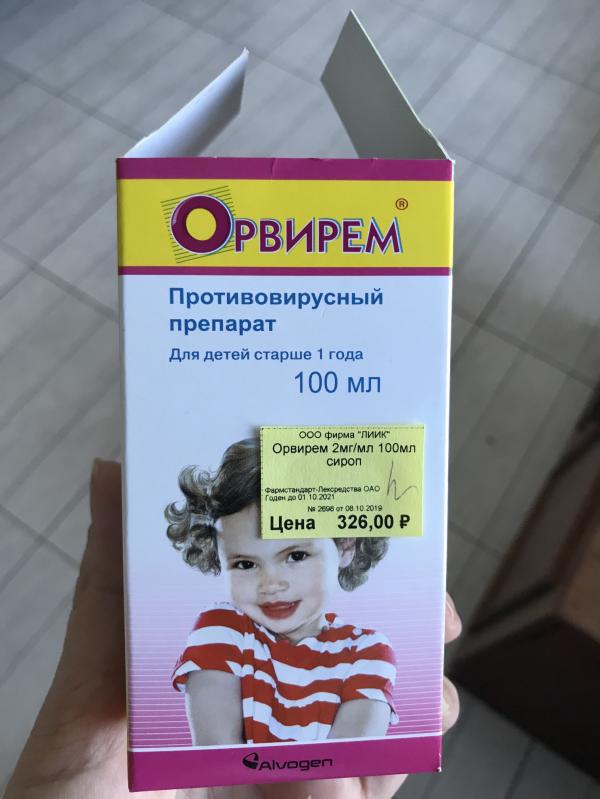 ОРВИРЕМ®
Противовирусный
препарат
Для детей старше 1 года
100 мл
ООО фирма "ЛИИК"
Орвирем 2мг/мл 100мл
сироп
Фармстандарт-Лексредства ОАО
Годен до 01.10.2021
№ 2698 от 08.10.2019
Цена 326,00 ₽
Alvogen